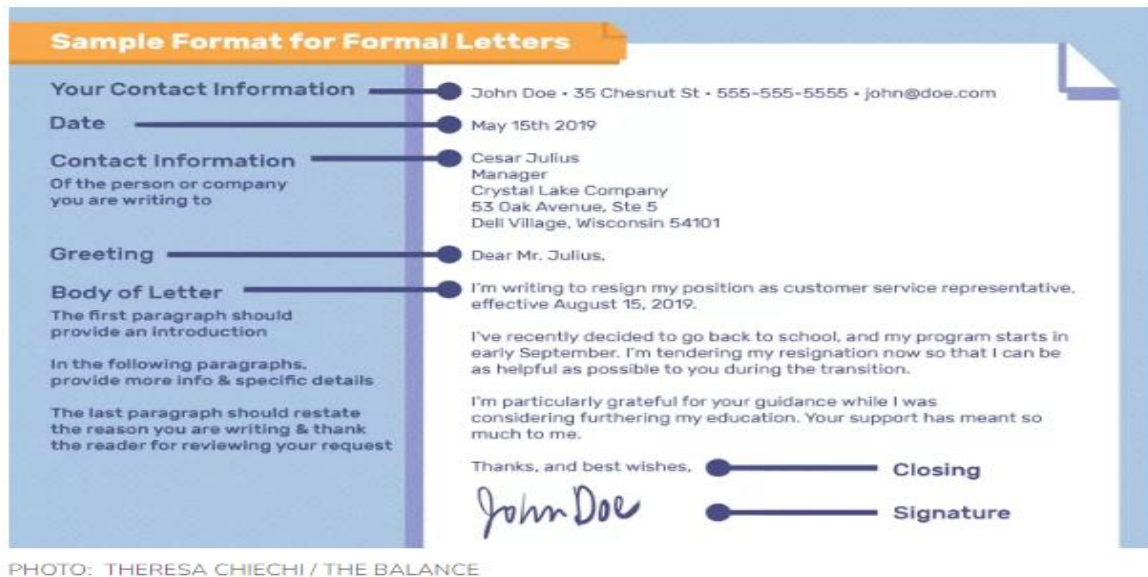 Sample Format for Formal Letters
Your Contact Information
John Doe • 35 Chesnut St • 555-555-5555 • john@doe.com
Date
May 15th 2019
Contact Information
Of the person or company
you are writing to
Cesar Julius
Manager
Crystal Lake Company
53 Oak Avenue, Ste 5
Dell Village, Wisconsin 54101
Greeting
Dear Mr. Julius,
Body of Letter
The first paragraph should
provide an introduction
In the following paragraphs,
provide more info & specific details
The last paragraph should restate
the reason you are writing & thank
the reader for reviewing your request
I'm writing to resign my position as customer service representative,
effective August 15, 2019.
I've recently decided to go back to school, and my program starts in
early September. I'm tendering my resignation now so that I can be
as helpful as possible to you during the transition.
I'm particularly grateful for your guidance while I was
considering furthering my education. Your support has meant so
much to me.
Thanks, and best wishes,
Closing
John Doe
Signature
PHOTO: THERESA CHIECHI / THE BALANCE